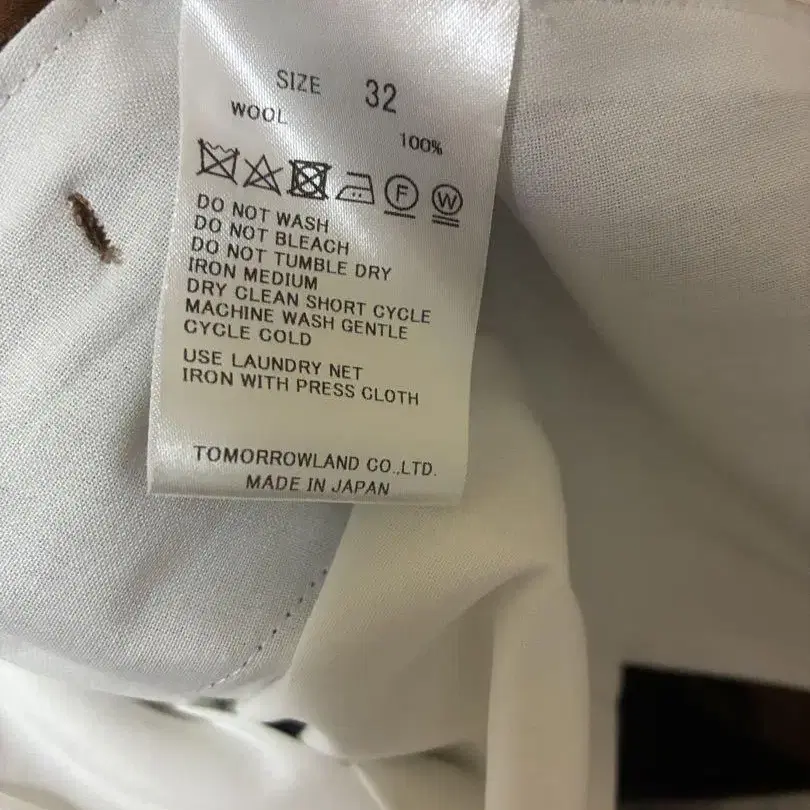 SIZE 32
WOOL 100%
F W
DO NOT WASH
DO NOT BLEACH
DO NOT TUMBLE DRY
IRON MEDIUM
DRY CLEAN SHORT CYCLE
MACHINE WASH GENTLE
CYCLE COLD
USE LAUNDRY NET
IRON WITH PRESS CLOTH
TOMORROWLAND CO.,LTD.
MADE IN JAPAN